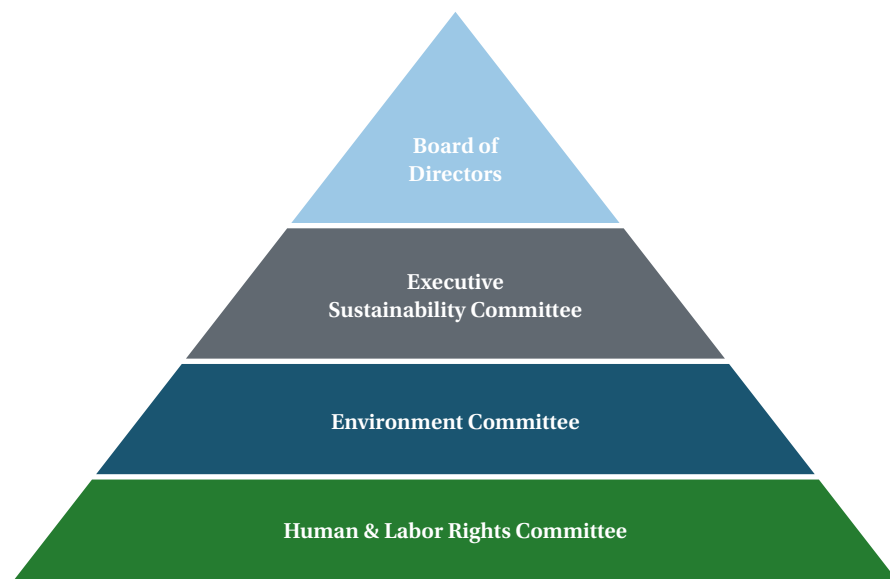 Board of
Directors
Executive
Sustainability Committee
Environment Committee
Human & Labor Rights Committee